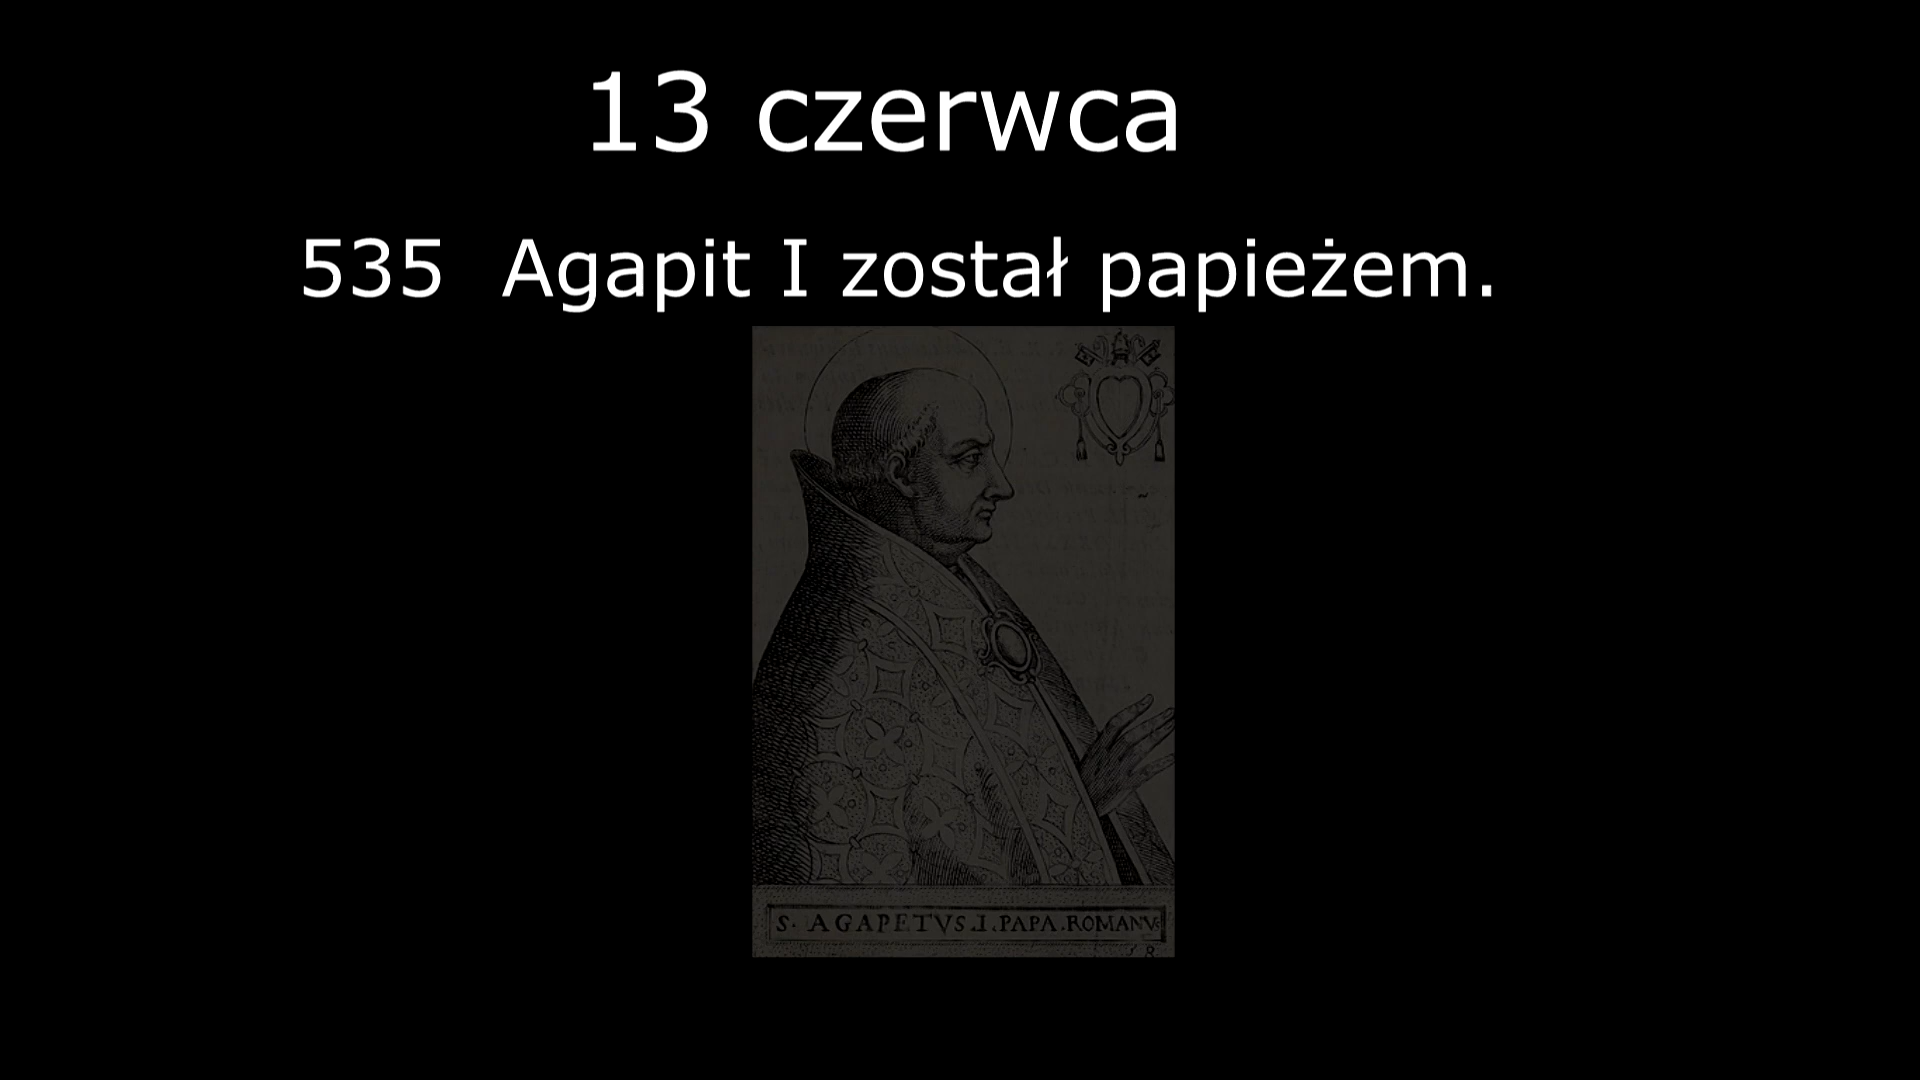 13 czerwca
535 Agapit I został papieżem.
S. AGAPETVS.I.PAPA.ROMANVS